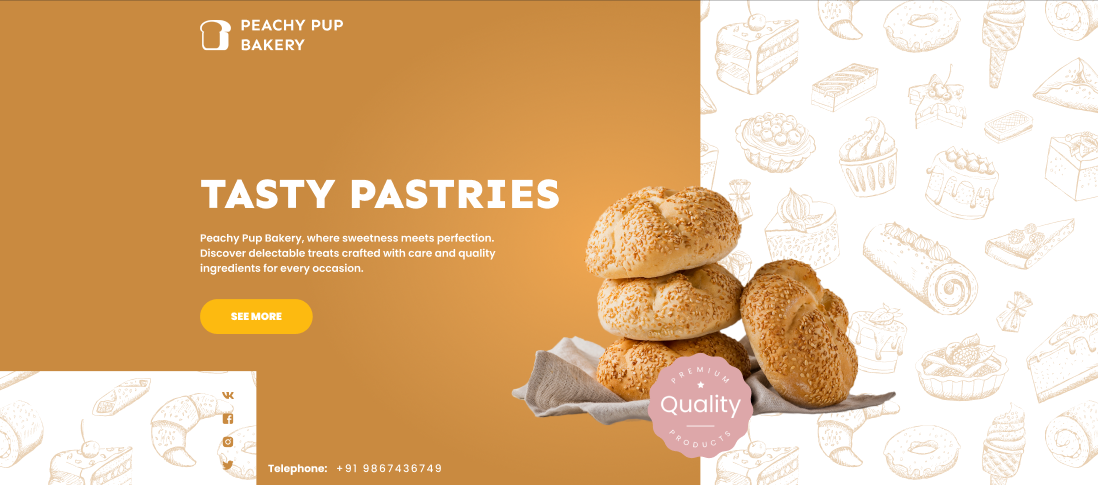 PEACHY PUP
BAKERY
TASTY PASTRIES
Peachy Pup Bakery, where sweetness meets perfection.
Discover delectable treats crafted with care and quality
ingredients for every occasion.
SEE MORE
PREMIUM
Quality
PRODUCTS
Telephone: +91 9867436749